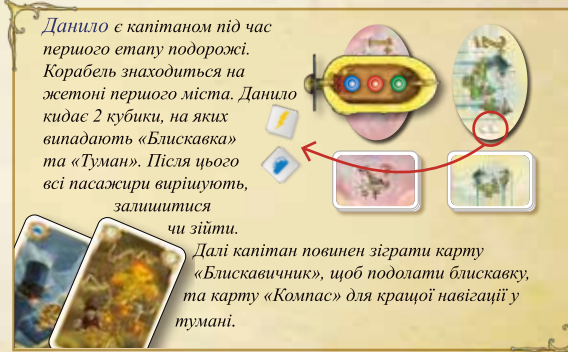 Данило є капітаном під час
першого етапу подорожі.
Корабель знаходиться на
жетоні першого міста. Данило
кидає 2 кубики, на яких
випадають «Блискавка»
та «Туман». Після цього
всі пасажири вирішують,
залишитися
чи зійти.
Далі капітан повинен зіграти карту
«Блискавичник», щоб подолати блискавку,
та карту «Компас» для кращої навігації у
тумані.